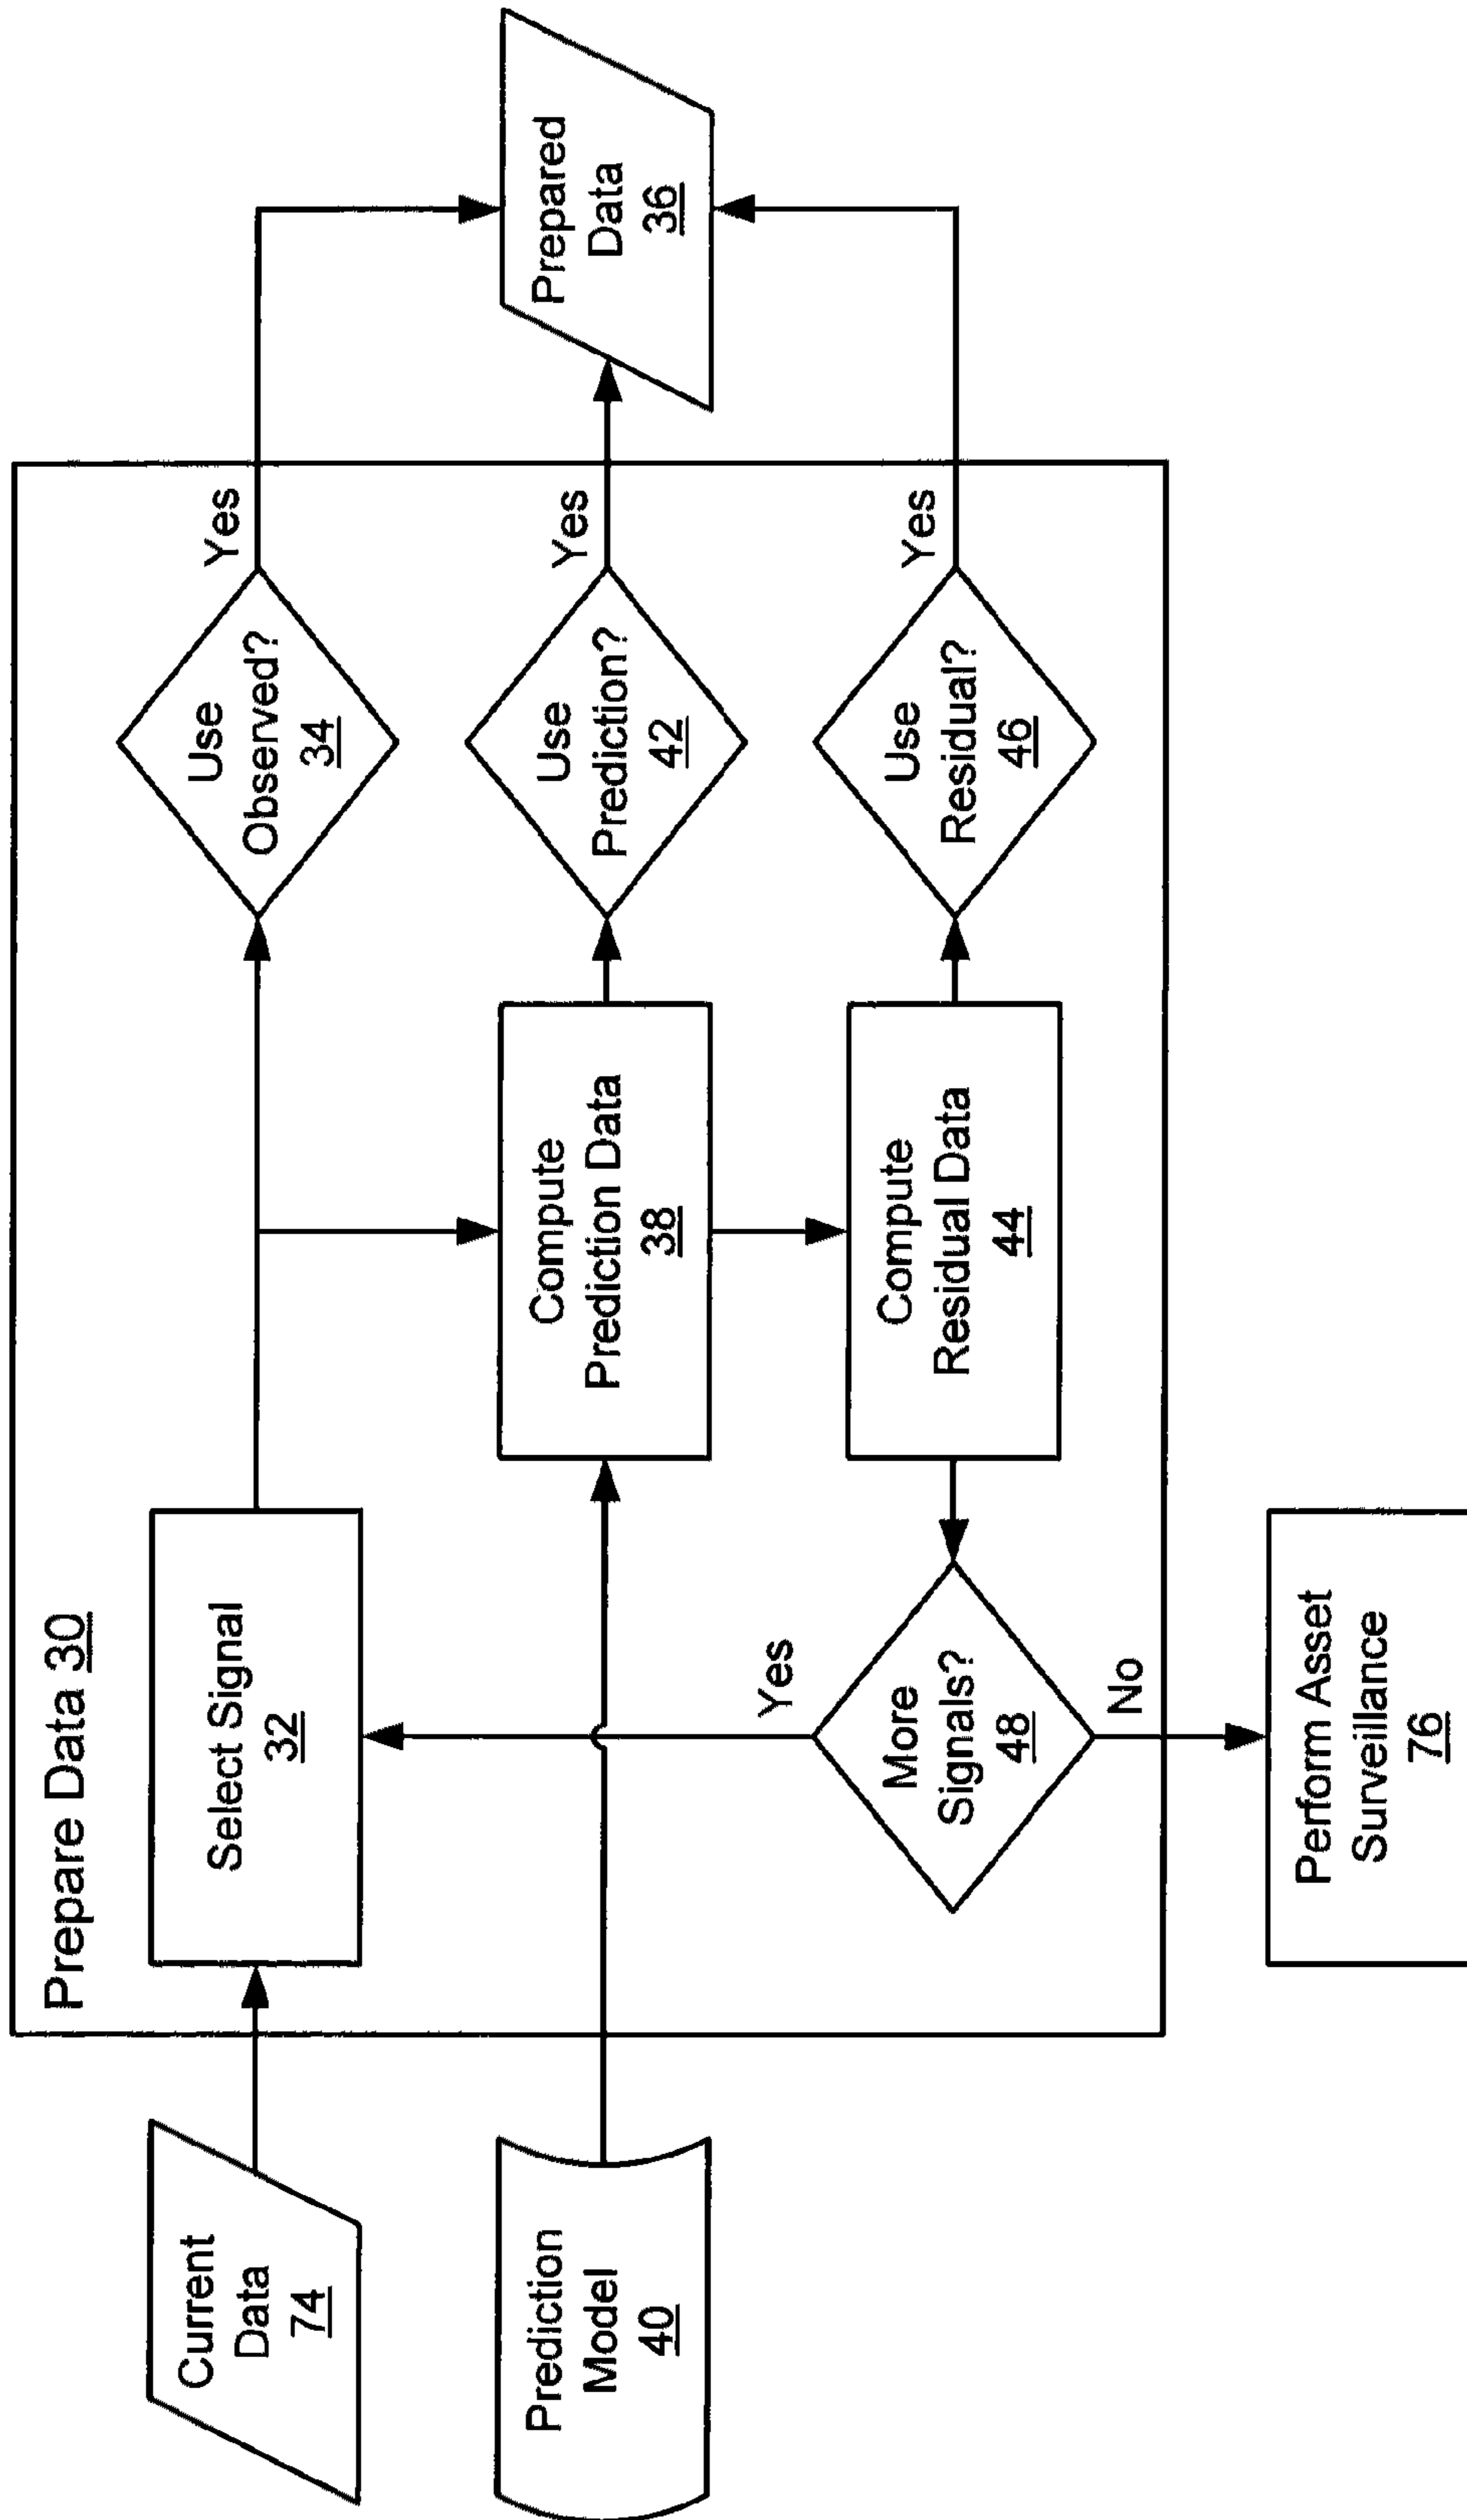 Prepare Data 30
Current
Data
74
Select Signal
32
Use
Observed?
34
Yes
Prediction
Model
40
Compute
Prediction Data
38
Use
Prediction?
42
Yes
Prepared
Data
36
Yes
More
Signals?
48
No
Compute
Residual Data
44
Use
Residual?
46
Yes
Perform Asset
Surveillance
76